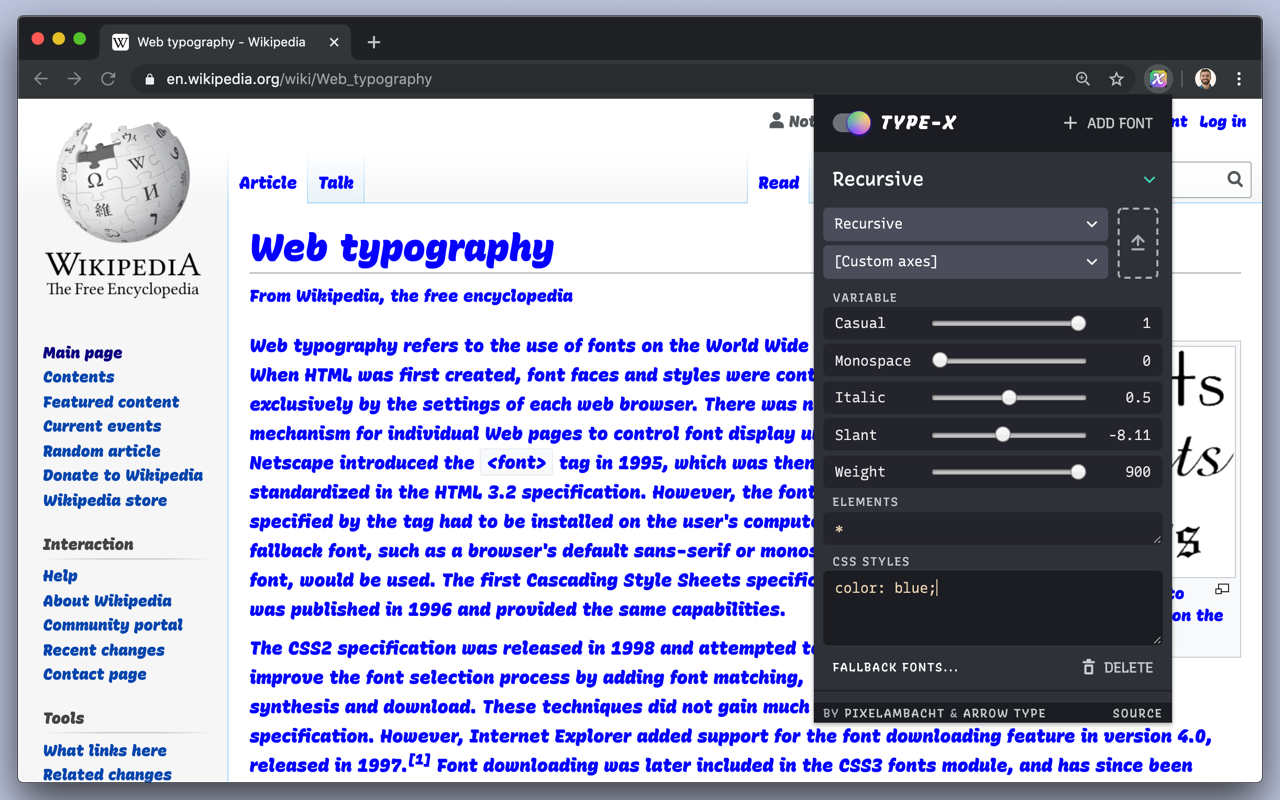 Web typography - Wikipedia
en.wikipedia.org/wiki/Web_typography
WIKIPEDIA
The Free Encyclopedia
Main page
Contents
Featured content
Current events
Random article
Donate to Wikipedia
Wikipedia store
Interaction
Help
About Wikipedia
Community portal
Recent changes
Contact page
Tools
What links here
Related changes
Not
nt Log in
Article Talk Read
Web typography
From Wikipedia, the free encyclopedia
Web typography refers to the use of fonts on the World Wide
When HTML was first created, font faces and styles were cont
exclusively by the settings of each web browser. There was n
mechanism for individual Web pages to control font display u
Netscape introduced the <font> tag in 1995, which was then
standardized in the HTML 3.2 specification. However, the font
specified by the tag had to be installed on the user's compute
fallback font, such as a browser's default sans-serif or monos
font, would be used. The first Cascading Style Sheets specific
was published in 1996 and provided the same capabilities.
The CSS2 specification was released in 1998 and attempted to
improve the font selection process by adding font matching,
synthesis and download. These techniques did not gain much
specification. However, Internet Explorer added support for the font downloading feature in version 4.0,
released in 1997.[1] Font downloading was later included in the CSS3 fonts module, and has since been
TYPE-X
+ ADD FONT
Recursive
Recursive
[Custom axes]
VARIABLE
Casual 1
Monospace 0
Italic 0.5
Slant -8.11
Weight 900
ELEMENTS
*
CSS STYLES
color: blue;
FALLBACK FONTS...
DELETE
BY PIXELAMBACHT & ARROW TYPE
SOURCE
ts
ts
s
to
on the